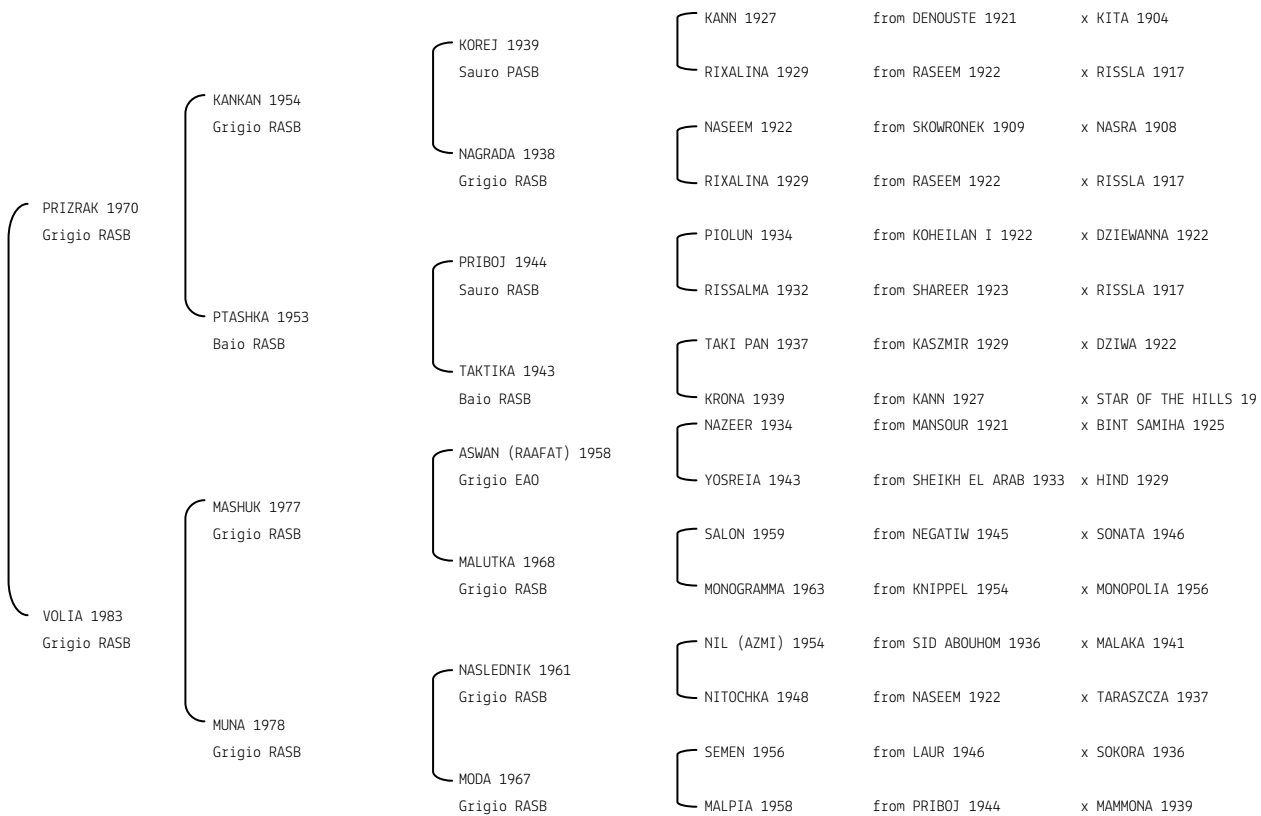 KANN 1927 from DENOUSTE 1921 x KITA 1904
KOREJ 1939
Sauro PASB
RIXALINA 1929 from RASEEM 1922 x RISSLA 1917
KANKAN 1954
Grigio RASB
NASEEM 1922 from SKOWRONEK 1909 x NASRA 1908
NAGRADA 1938
Grigio RASB
RIXALINA 1929 from RASEEM 1922 x RISSLA 1917
PRIZRAK 1970
Grigio RASB
PIOLUN 1934 from KOHEILAN I 1922 x DZIEWANNA 1922
PRIBOJ 1944
Sauro RASB
RISSALMA 1932 from SHAREER 1923 x RISSLA 1917
PTASHKA 1953
Baio RASB
TAKI PAN 1937 from KASZMIR 1929 x DZIWA 1922
TAKTIKA 1943
Baio RASB
KRONA 1939 from KANN 1927 x STAR OF THE HILLS 19
NAZEER 1934 from MANSOUR 1921 x BINT SAMIHA 1925
ASWAN (RAAFAT) 1958
Grigio EAO
YOSREIA 1943 from SHEIKH EL ARAB 1933 x HIND 1929
MASHUK 1977
Grigio RASB
SALON 1959 from NEGATIW 1945 x SONATA 1946
MALUTKA 1968
Grigio RASB
MONOGRAMMA 1963 from KNIPPEL 1954 x MONOPOLIA 1956
VOLIA 1983
Grigio RASB
NIL (AZMI) 1954 from SID ABOUHOM 1936 x MALAKA 1941
NASLEDNIK 1961
Grigio RASB
NITOCHKA 1948 from NASEEM 1922 x TARASZCZA 1937
MUNA 1978
Grigio RASB
SEMEN 1956 from LAUR 1946 x SOKORA 1936
MODA 1967
Grigio RASB
MALPIA 1958 from PRIBOJ 1944 x MAMMONA 1939